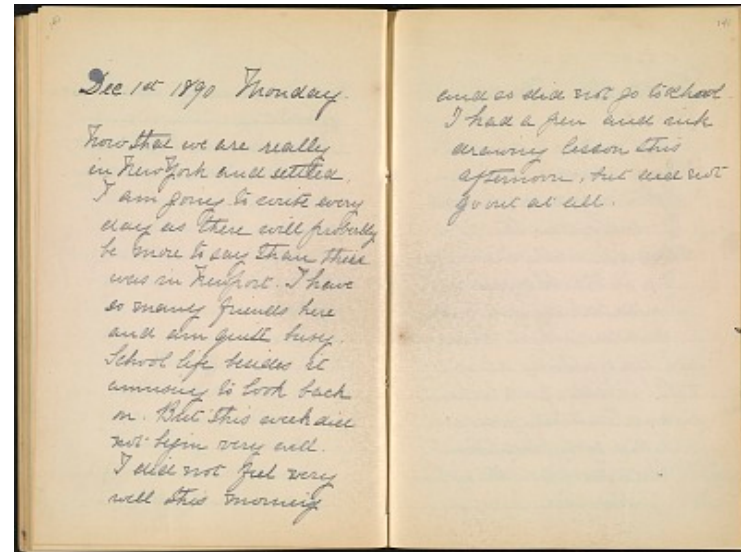 Dec 1st 1890 Monday.
Now that we are really
in New York and settled.
I am going to write every
day as there will probably
be more to say than there
was in Newport. I have
so many friends here
and am quite busy.
School life besides is
amusing to look back
on. But this week did
not begin very well.
I did not feel very
well this morning
and so did not go to school.
I had a pen and ink
drawing lesson this
afternoon, but did not
go out at all.